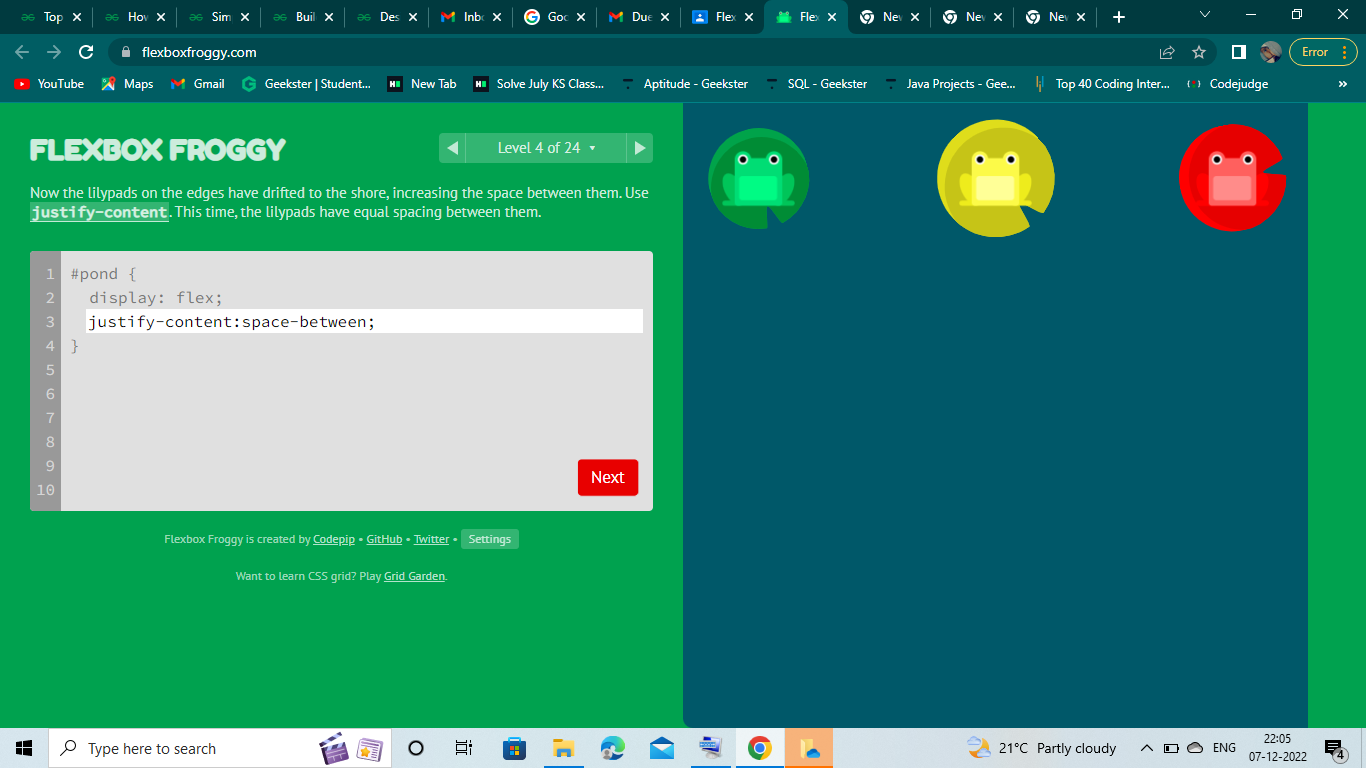 Top
How
Sim
Buil
Des
Inbo
Goo
Due
Flex
Flex
New
New
New
flexboxfroggy.com
Error
YouTube
Maps
Gmail
Geekster | Student...
New Tab
Solve July KS Class...
Aptitude - Geekster
SQL - Geekster
Java Projects - Gee...
Top 40 Coding Inter...
Codejudge
»
FLEXBOX FROGGY
Level 4 of 24
Now the lilypads on the edges have drifted to the shore, increasing the space between them. Use
justify-content. This time, the lilypads have equal spacing between them.
1 #pond {
2 display: flex;
3 justify-content:space-between;
4 }
5
6
7
8
9
10
Next
Flexbox Froggy is created by Codepip • GitHub • Twitter • Settings
Want to learn CSS grid? Play Grid Garden.
Type here to search
21°C Partly cloudy
ENG
22:05
07-12-2022
4